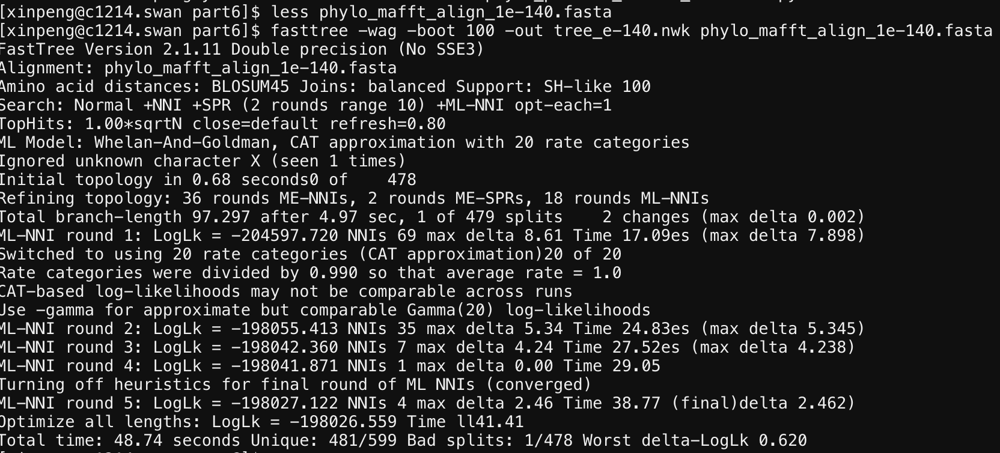 [xinpeng@c1214.swan part6]$ less phylo_mafft_align_1e-140.fasta
[xinpeng@c1214.swan part6]$ fasttree -wag -boot 100 -out tree_e-140.nwk phylo_mafft_align_1e-140.fasta
FastTree Version 2.1.11 Double precision (No SSE3)
Alignment: phylo_mafft_align_1e-140.fasta
Amino acid distances: BLOSUM45 Joins: balanced Support: SH-like 100
Search: Normal +NNI +SPR (2 rounds range 10) +ML-NNI opt-each=1
TopHits: 1.00*sqrtN close=default refresh=0.80
ML Model: Whelan-And-Goldman, CAT approximation with 20 rate categories
Ignored unknown character X (seen 1 times)
Initial topology in 0.68 seconds0 of    478
Refining topology: 36 rounds ME-NNIs, 2 rounds ME-SPRs, 18 rounds ML-NNIs
Total branch-length 97.297 after 4.97 sec, 1 of 479 splits    2 changes (max delta 0.002)
ML-NNI round 1: LogLk = -204597.720 NNIs 69 max delta 8.61 Time 17.09es (max delta 7.898)
Switched to using 20 rate categories (CAT approximation)20 of 20
Rate categories were divided by 0.990 so that average rate = 1.0
CAT-based log-likelihoods may not be comparable across runs
Use -gamma for approximate but comparable Gamma(20) log-likelihoods
ML-NNI round 2: LogLk = -198055.413 NNIs 35 max delta 5.34 Time 24.83es (max delta 5.345)
ML-NNI round 3: LogLk = -198042.360 NNIs 7 max delta 4.24 Time 27.52es (max delta 4.238)
ML-NNI round 4: LogLk = -198041.871 NNIs 1 max delta 0.00 Time 29.05
Turning off heuristics for final round of ML NNIs (converged)
ML-NNI round 5: LogLk = -198027.122 NNIs 4 max delta 2.46 Time 38.77 (final)delta 2.462)
Optimize all lengths: LogLk = -198026.559 Time ll41.41
Total time: 48.74 seconds Unique: 481/599 Bad splits: 1/478 Worst delta-LogLk 0.620